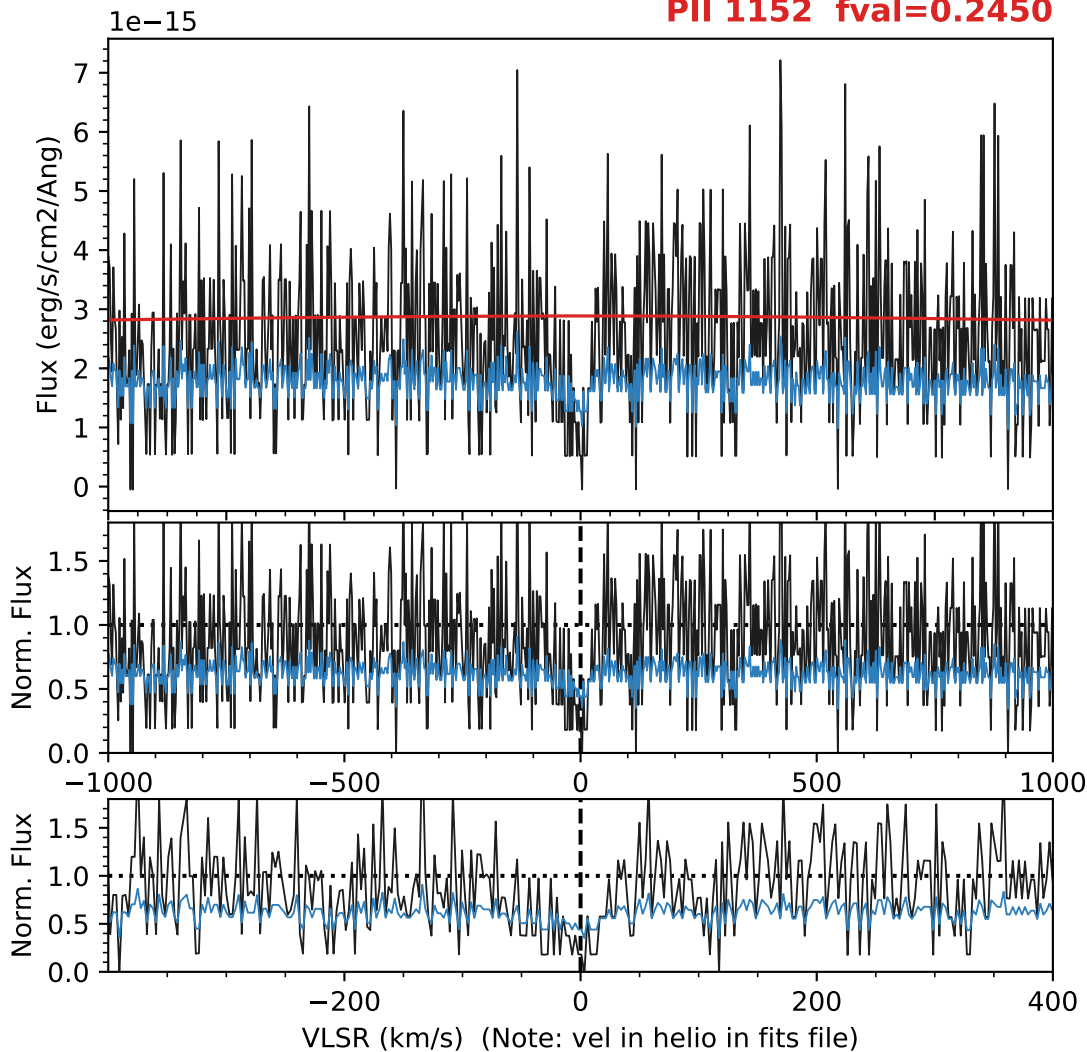 PII 1152 fval=0.2450
1e−15
7
6
5
4
3
2
1
0
Flux (erg/s/cm2/Ang)
1.5
1.0
0.5
0.0
Norm. Flux
−1000 −500 0 500 1000
1.5
1.0
0.5
0.0
Norm. Flux
−200 0 200 400
VLSR (km/s) (Note: vel in helio in fits file)